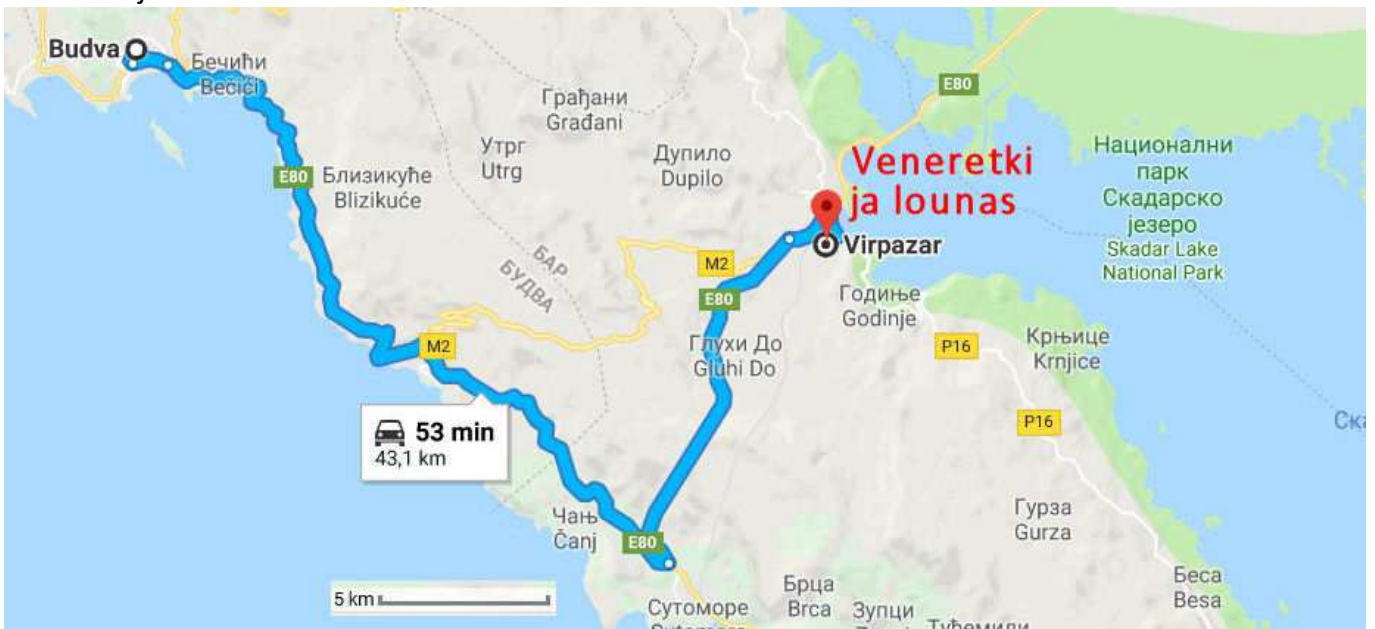 Budva
Бечићи
Bečići
E80
Грађани
Građani
E80
Утрг
Utrg
Дупило
Dupilo
Veneretki
ja lounas
Национални
парк
Скадарско
језеро
Skadar Lake
National Park
Близикуће
Blizikuće
Virpazar
БАР
БУДВА
M2
E80
Годиње
Godinje
Глухи До
Gluhi Do
M2
P16
Крњице
Krnjice
53 min
43,1 km
P16
Чањ
Čanj
E80
Гурза
Gurza
5 km
Сутоморе
Брца
Brca
Зупци
Беса
Besa